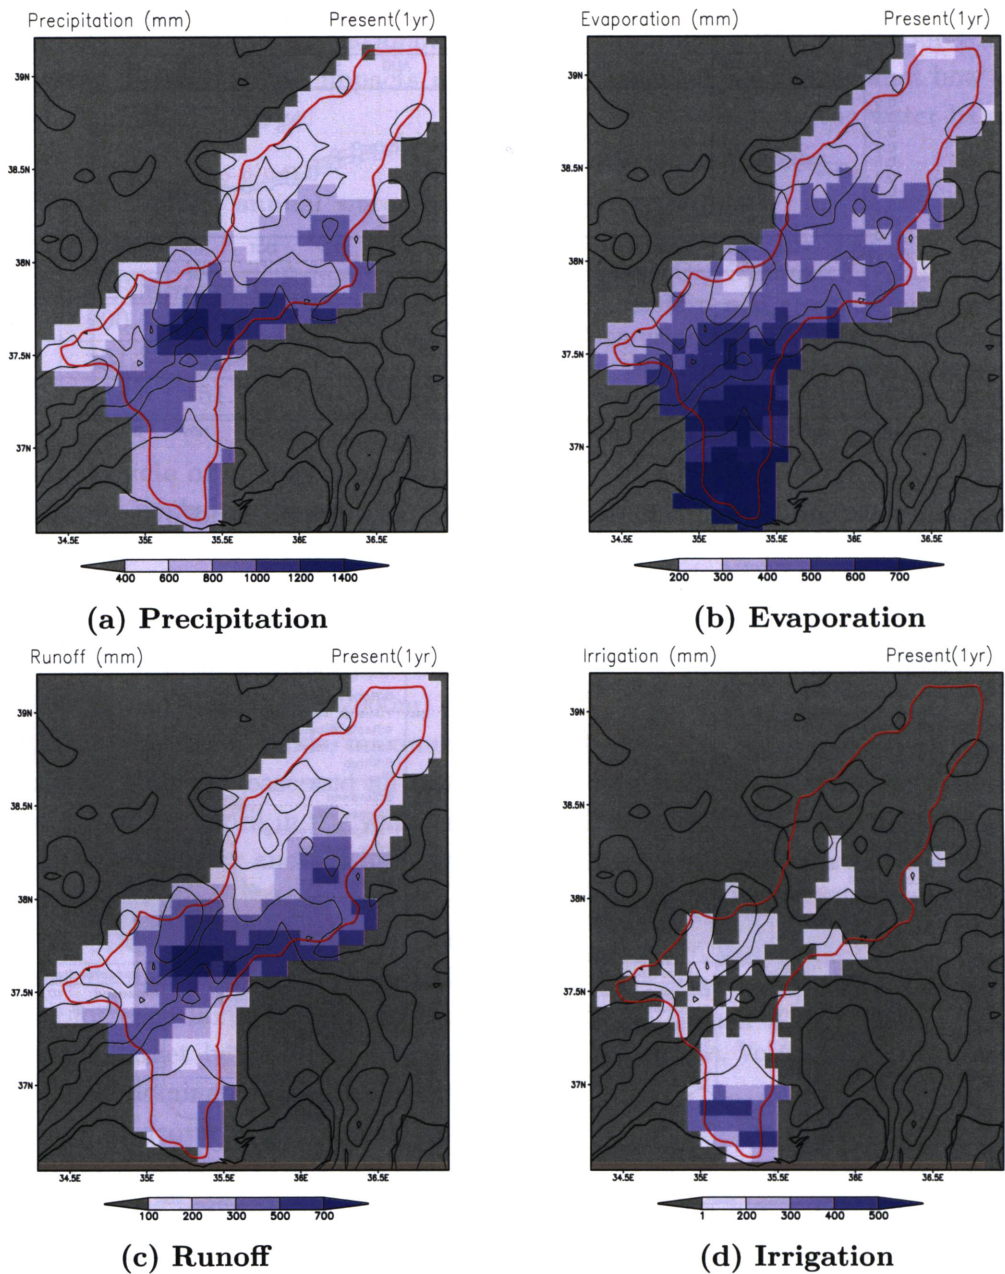 Precipitation (mm) Present(1yr) Evaporation (mm) Present(1yr)
39N 39N
38.5N 38.5N
38N 38N
37.5N 37.5N
37N 37N
34.5E 35E 35.5E 36E 36.5E 34.5E 35E 35.5E 36E 36.5E
400 600 800 1000 1200 1400 200 300 400 500 600 700
(a) Precipitation (b) Evaporation
Runoff (mm) Present(1yr) Irrigation (mm) Present(1yr)
39N 39N
38.5N 38.5N
38N 38N
37.5N 37.5N
37N 37N
34.5E 35E 35.5E 36E 36.5E 34.5E 35E 35.5E 36E 36.5E
100 200 300 500 700 1 200 300 400 500
(c) Runoff (d) Irrigation